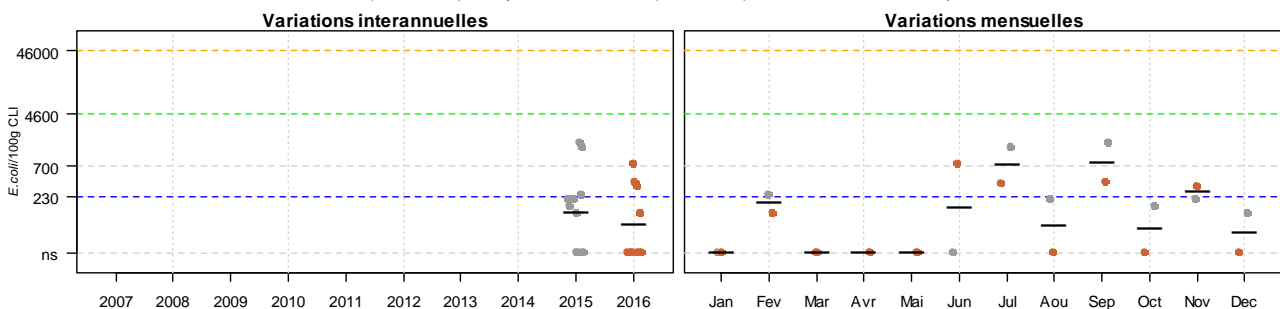 Variations interannuelles
Variations mensuelles
E.coli/100g CLI
46000
4600
700
230
ns
2007 2008 2009 2010 2011 2012 2013 2014 2015 2016
Jan Fev Mar Avr Mai Jun Jul Aou Sep Oct Nov Dec